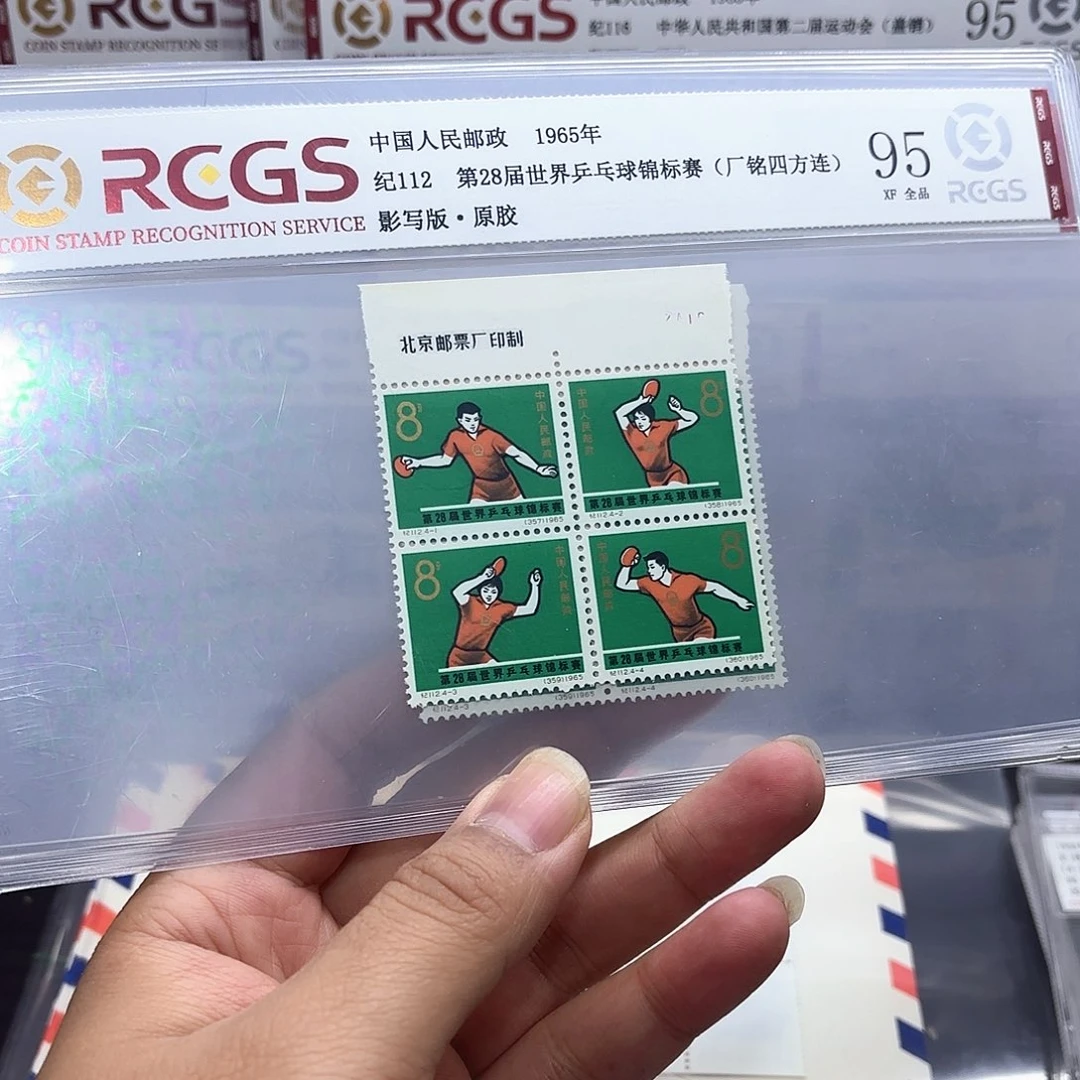 RCGS
COIN STAMP RECOGNITION SERVICE
RCGS
纪116 中华人民共和国第二届运动会（盖销）
95
RCGS
COIN STAMP RECOGNITION SERVICE
中国人民邮政 1965年
纪112 第28届世界乒乓球锦标赛（厂铭四方连）
影写版·原胶
95
XF 全品
RCGS
RCGS
RCGS
RCGS
北京邮票厂印制
8
中国人民邮政
第28届世界乒乓球锦标赛
纪112.4-1
(357)1965
8
中国人民邮政
第28届世界乒乓球锦标赛
纪112.4-2
(358)1965
8
中国人民邮政
第28届世界乒乓球锦标赛
纪112.4-3
(359)1965
8
中国人民邮政
第28届世界乒乓球锦标赛
纪112.4-4
(360)1965